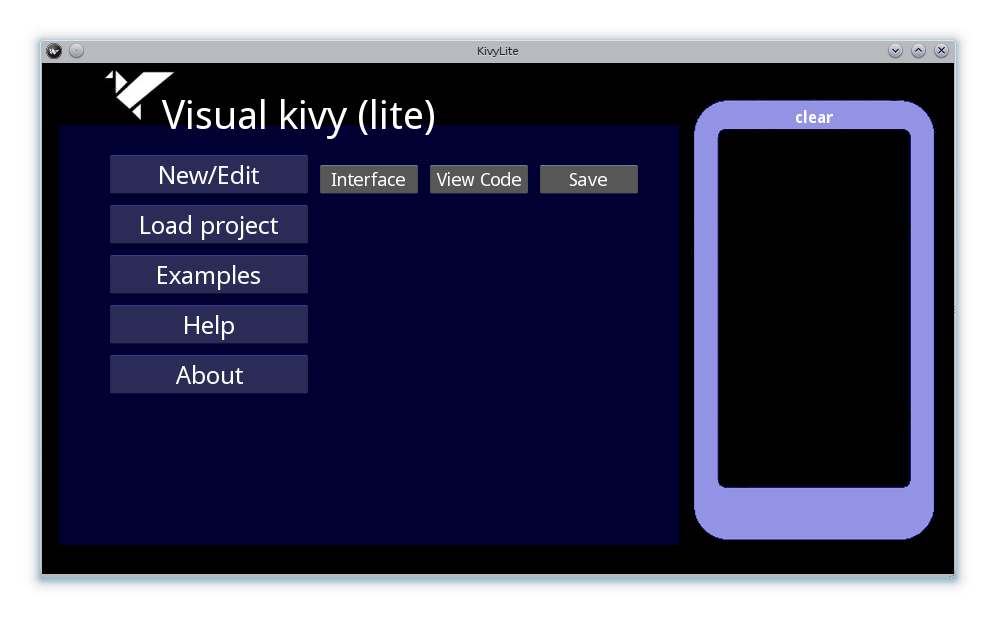 KivyLite
Visual kivy (lite)
clear
New/Edit
Interface
View Code
Save
Load project
Examples
Help
About